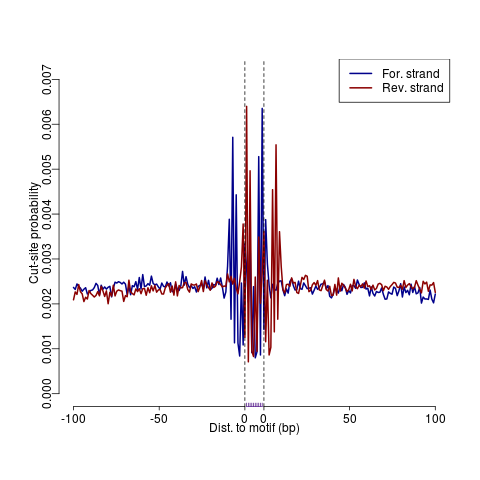 For. strand
Rev. strand
Cut-site probability
0.007
0.006
0.005
0.004
0.003
0.002
0.001
0.000
-100 -50 0 0 50 100
Dist. to motif (bp)